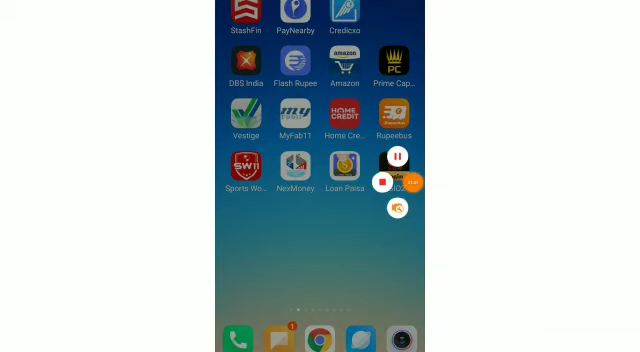 StashFin PayNearby Credicxo
amazon
PC
DBS India Flash Rupee Amazon Prime Cap...
my
HOME CREDIT
Vestige MyFab11 Home Cre.. Rupeebus
SW11
Sports Wo... NexMoney Loan Paisa
1